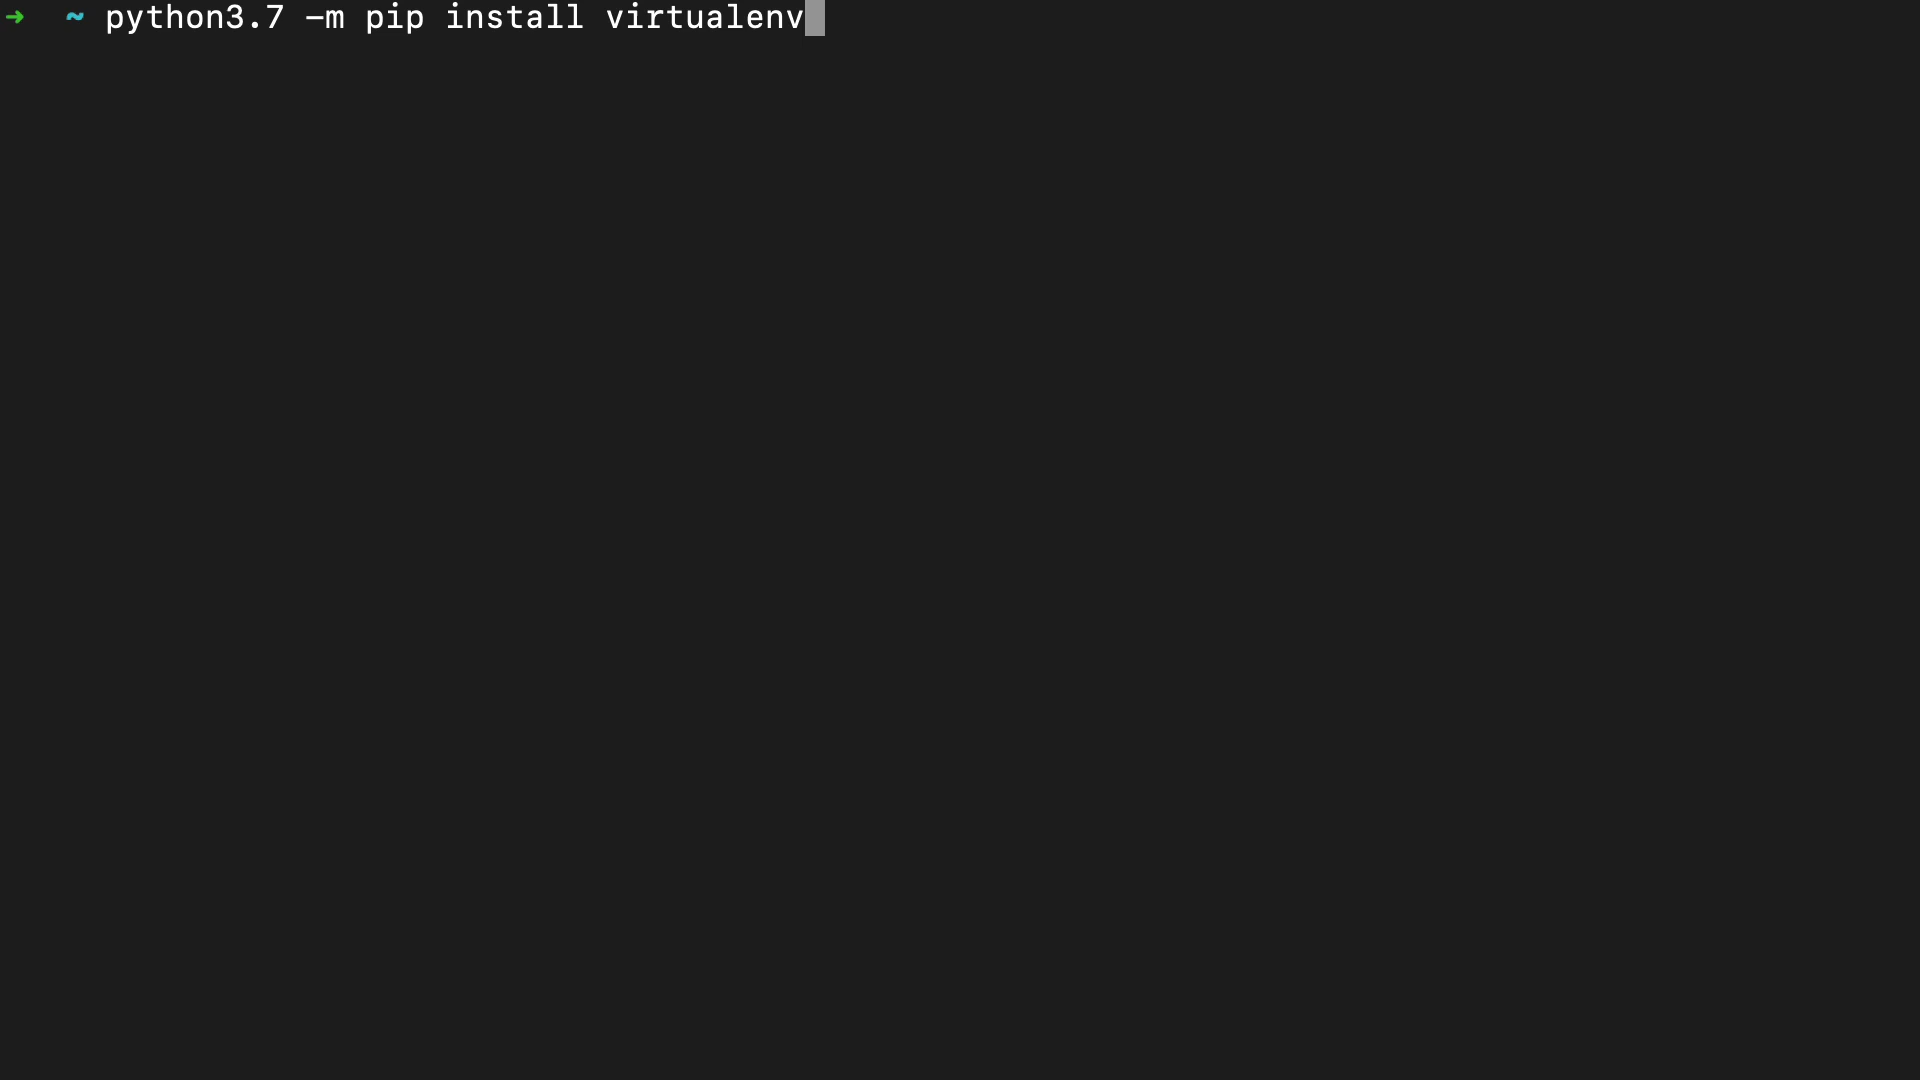 ➜  ~ python3.7 -m pip install virtualenv